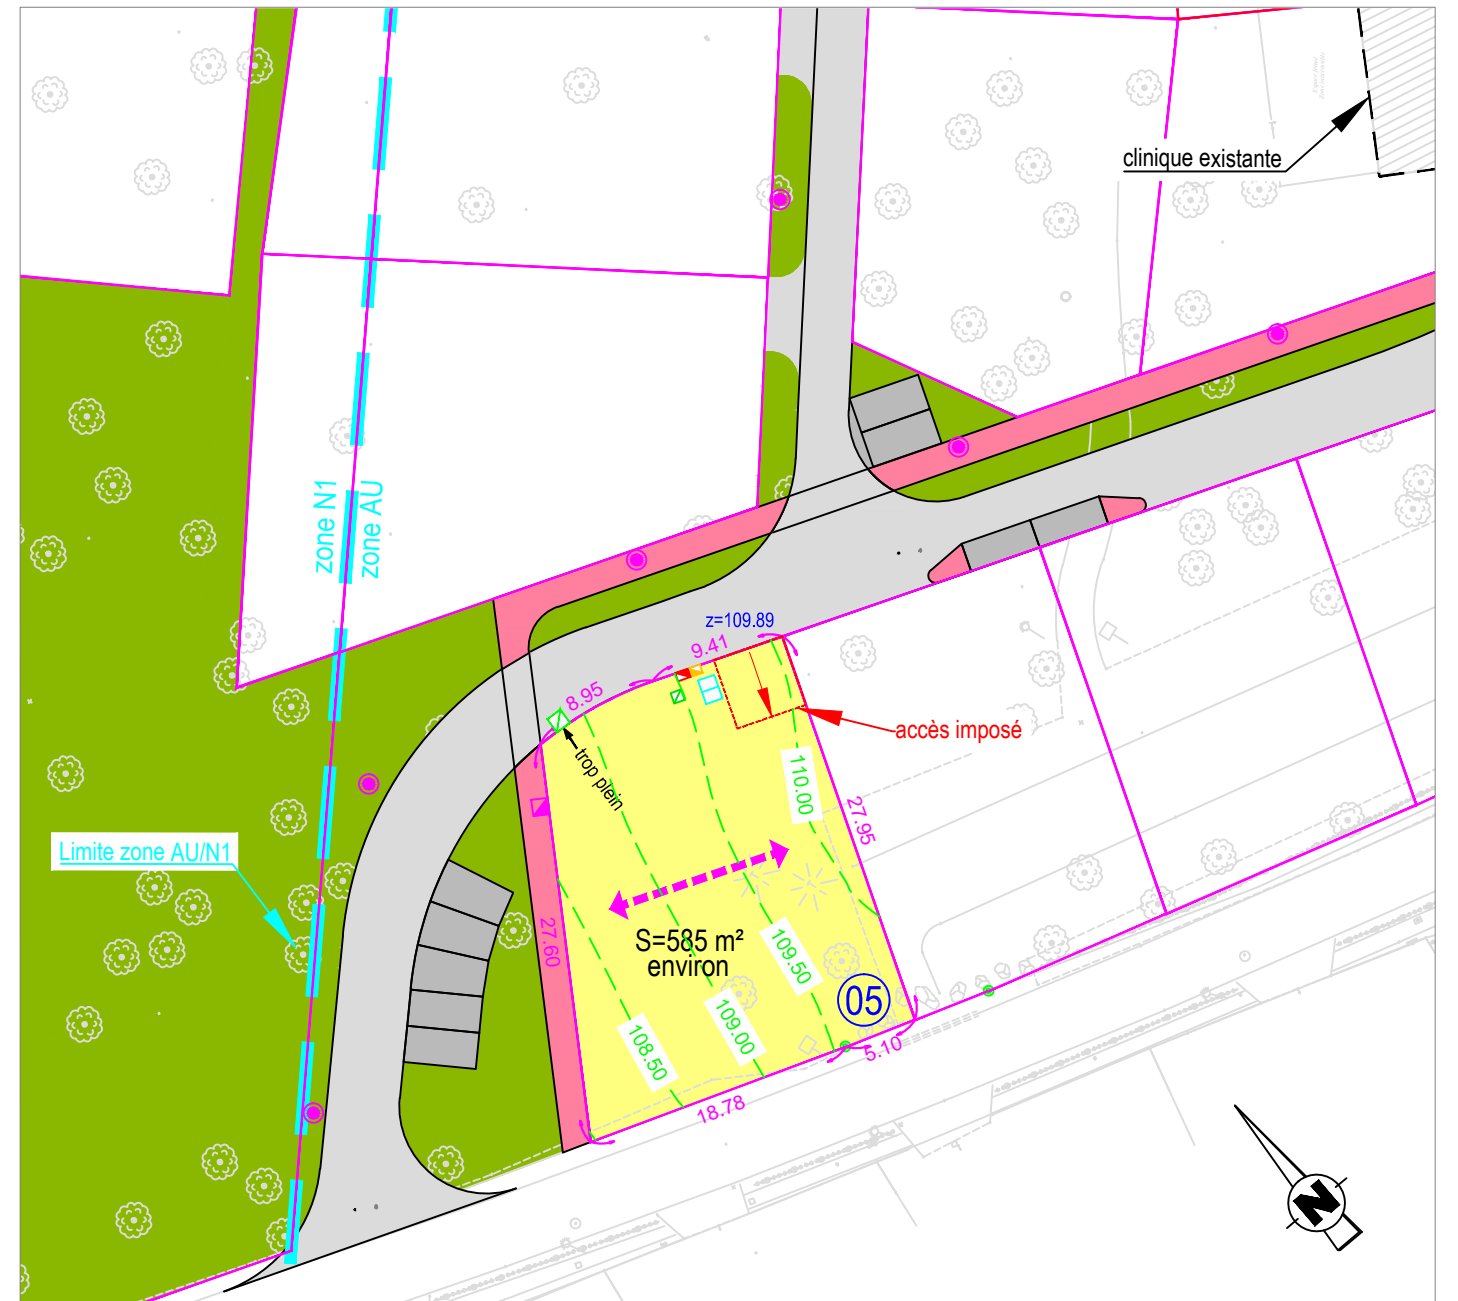 clinique existante
zone N1
zone AU
z=109.89
9.41
8.95
accès imposé
trop plein
110.00
27.95
Limite zone AU/N1
27.60
S=585 m²
environ
109.50
05
109.00
108.50
5.10
18.78
N